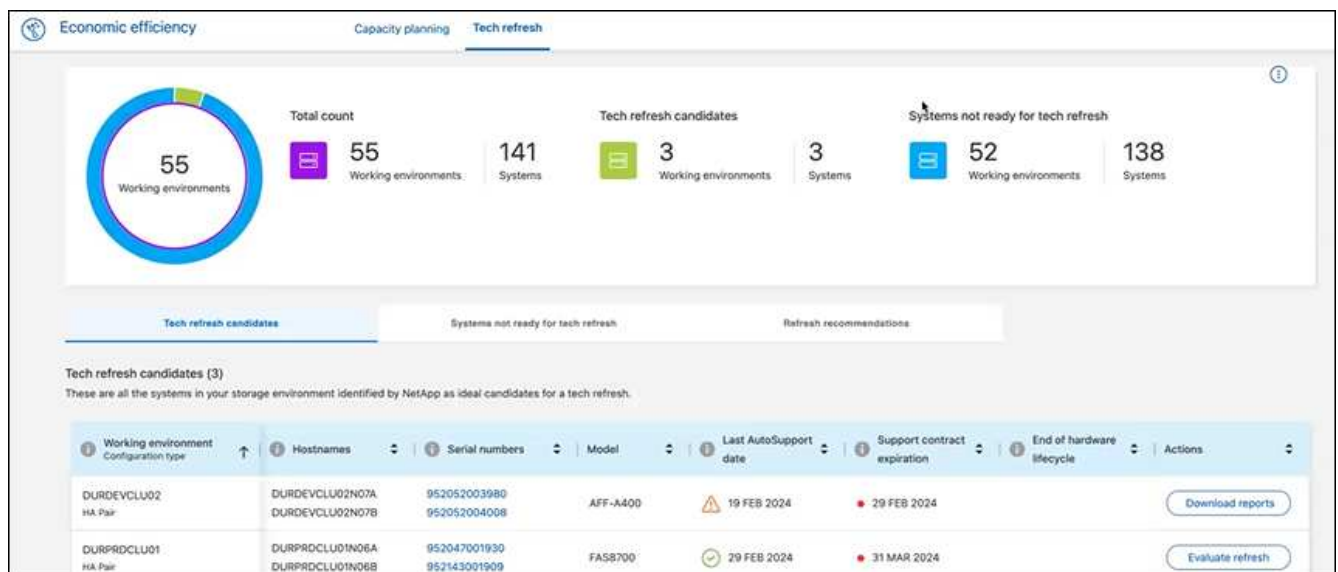 Economic efficiency
Capacity planning
Tech refresh
55
Working environments
Total count
55
Working environments
141
Systems
Tech refresh candidates
3
Working environments
3
Systems
Systems not ready for tech refresh
52
Working environments
138
Systems
Tech refresh candidates
Systems not ready for tech refresh
Refresh recommendations
Tech refresh candidates (3)
These are all the systems in your storage environment identified by NetApp as ideal candidates for a tech refresh.
Working environment
Configuration type
Hostnames
Serial numbers
Model
Last AutoSupport
date
Support contract
expiration
End of hardware
lifecycle
Actions
DURDEVCLU02
HA Pair
DURDEVCLU02N07A
DURDEVCLU02N07B
952052003980
952052004008
AFF-A400
19 FEB 2024
29 FEB 2024
Download reports
DURPRDCLU01
HA Pair
DURPRDCLU01N06A
DURPRDCLU01N06B
952047001930
952143001909
FAS8700
29 FEB 2024
31 MAR 2024
Evaluate refresh